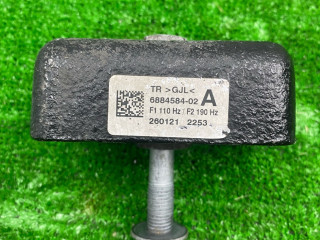 TR >GJL<
6884584-02 A
F1 110 Hz / F2 190 Hz
260121 2253